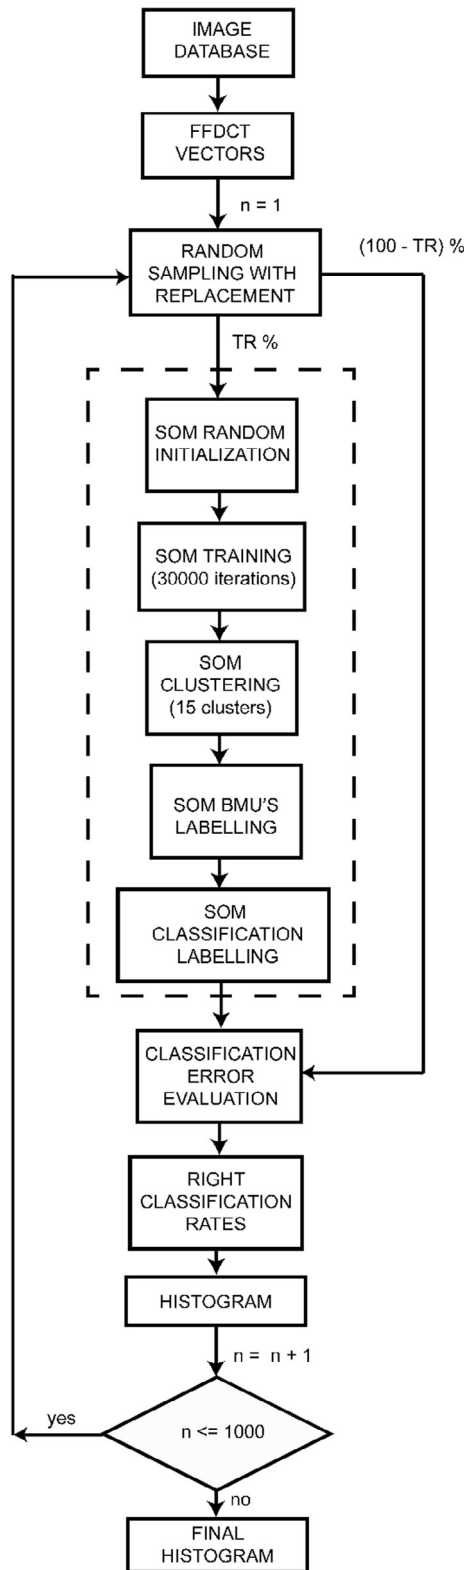 IMAGE
DATABASE
FFDCT
VECTORS
n = 1
RANDOM
SAMPLING WITH
REPLACEMENT
(100 - TR) %
TR %
SOM RANDOM
INITIALIZATION
SOM TRAINING
(30000 iterations)
SOM
CLUSTERING
(15 clusters)
SOM BMU'S
LABELLING
SOM
CLASSIFICATION
LABELLING
CLASSIFICATION
ERROR
EVALUATION
RIGHT
CLASSIFICATION
RATES
HISTOGRAM
n = n + 1
yes
n <= 1000
no
FINAL
HISTOGRAM